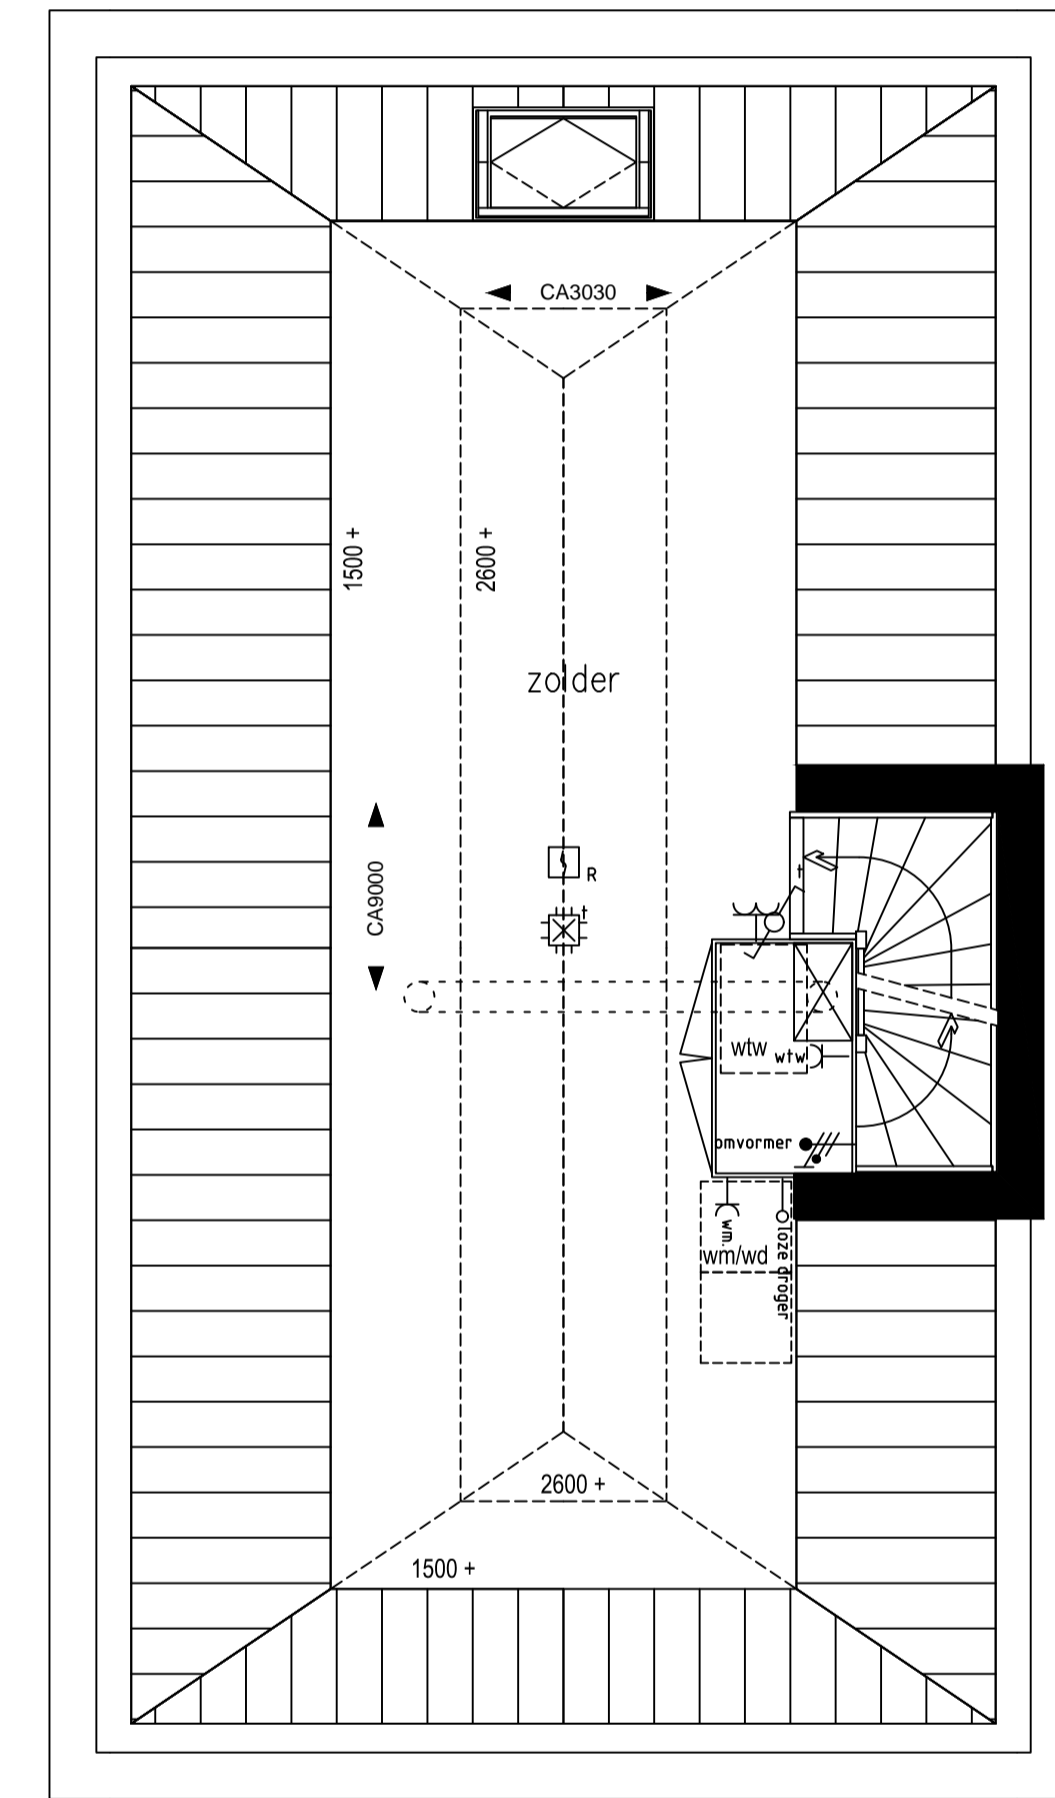 CA3030
1500 +
2600 +
zolder
CA9000
R
t
t
wtw
wtw
omvormer
wm.
wm/wd
loze droger
2600 +
1500 +